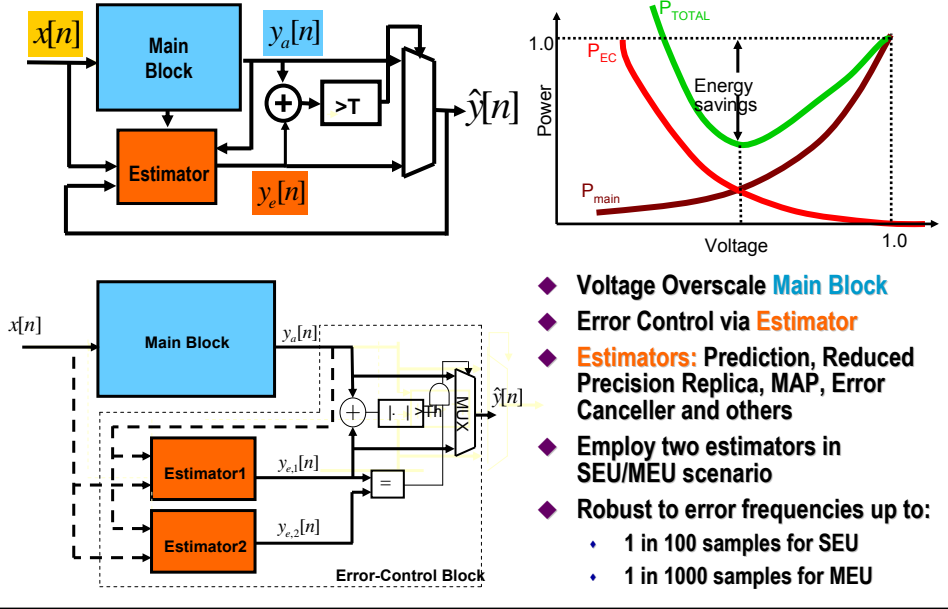 x[n]
Main
Block
y_a[n]
+
>T
ŷ[n]
Estimator
y_e[n]
P_TOTAL
1.0
P_EC
Energy
savings
Power
P_main
Voltage
1.0
x[n]
Main Block
y_a[n]
+
|. | >Th
MUX
ŷ[n]
Estimator1
y_e,1[n]
=
Estimator2
y_e,2[n]
Error-Control Block
Voltage Overscale Main Block
Error Control via Estimator
Estimators: Prediction, Reduced
Precision Replica, MAP, Error
Canceller and others
Employ two estimators in
SEU/MEU scenario
Robust to error frequencies up to:
1 in 100 samples for SEU
1 in 1000 samples for MEU